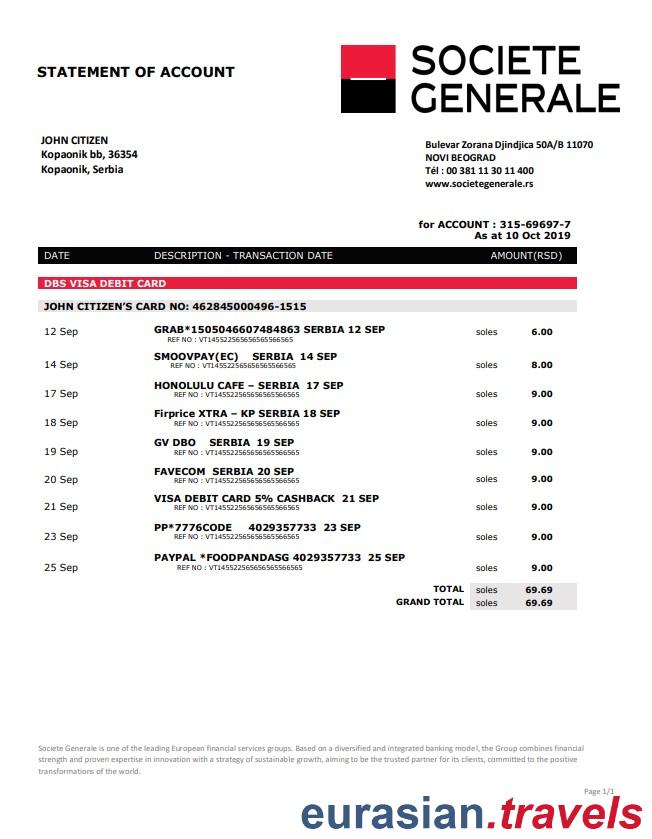 STATEMENT OF ACCOUNT
SOCIETE
GENERALE
JOHN CITIZEN
Kopaonik bb, 36354
Kopaonik, Serbia
Bulevar Zorana Djindjica 50A/B 11070
NOVI BEOGRAD
Tél : 00 381 11 30 11 400
www.societegenerale.rs
for ACCOUNT : 315-69697-7
As at 10 Oct 2019
DATE DESCRIPTION - TRANSACTION DATE AMOUNT(RSD)
DBS VISA DEBIT CARD
JOHN CITIZEN'S CARD NO: 462845000496-1515
12 Sep GRAB*1505046607484863 SERBIA 12 SEP soles 6.00
REF NO : VT145522565656565566565
14 Sep SMOOVPAY(EC) SERBIA 14 SEP soles 8.00
REF NO : VT145522565656565566565
17 Sep HONOLULU CAFE – SERBIA 17 SEP soles 9.00
REF NO : VT145522565656565566565
18 Sep Firprice XTRA – KP SERBIA 18 SEP soles 9.00
REF NO : VT145522565656565566565
19 Sep GV DBO SERBIA 19 SEP soles 9.00
REF NO : VT145522565656565566565
20 Sep FAVECOM SERBIA 20 SEP soles 9.00
REF NO : VT145522565656565566565
21 Sep VISA DEBIT CARD 5% CASHBACK 21 SEP soles 9.00
REF NO : VT145522565656565566565
23 Sep PP*7776CODE 4029357733 23 SEP soles 9.00
REF NO : VT145522565656565566565
25 Sep PAYPAL *FOODPANDASG 4029357733 25 SEP soles 9.00
REF NO : VT145522565656565566565
TOTAL soles 69.69
GRAND TOTAL soles 69.69
Societe Generale is one of the leading European financial services groups. Based on a diversified and integrated banking model, the Group combines financial
strength and proven expertise in innovation with a strategy of sustainable growth, aiming to be the trusted partner for its clients, committed to the positive
transformations of the world.
Page 1/1
eurasian.travels